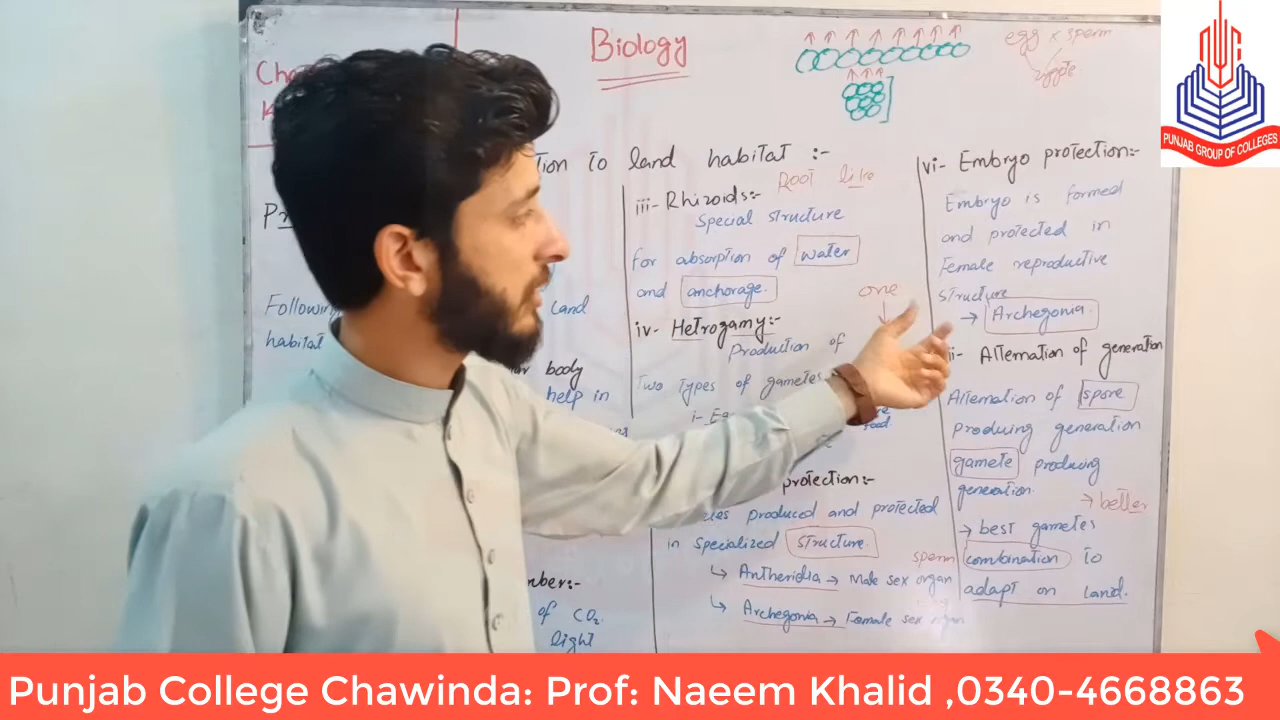 Biology
egg × sperm
zygote
PUNJAB GROUP OF COLLEGES
tion to land habitat :-
Following
land
habitat
body
help in
mber:-
of CO2.
light
iii- Rhizoids:- Root like
Special structure
for absorption of water
and anchorage.
one
iv- Hetrogamy:-
Production of
Two types of gametes
food.
protection:-
produced and protected
in specialized structure.
sperm
↳ Antheridia → Male sex organ
↳ Archegonia → Female sex organ
vi- Embryo protection:-
Embryo is formed
and protected in
Female reproductive
structure
→ Archegonia.
ii- Alternation of generation
Alternation of spore
producing generation
gamete producing
generation.
→ better
→ best gametes
combination to
adapt on land.
Punjab College Chawinda: Prof: Naeem Khalid ,0340-4668863